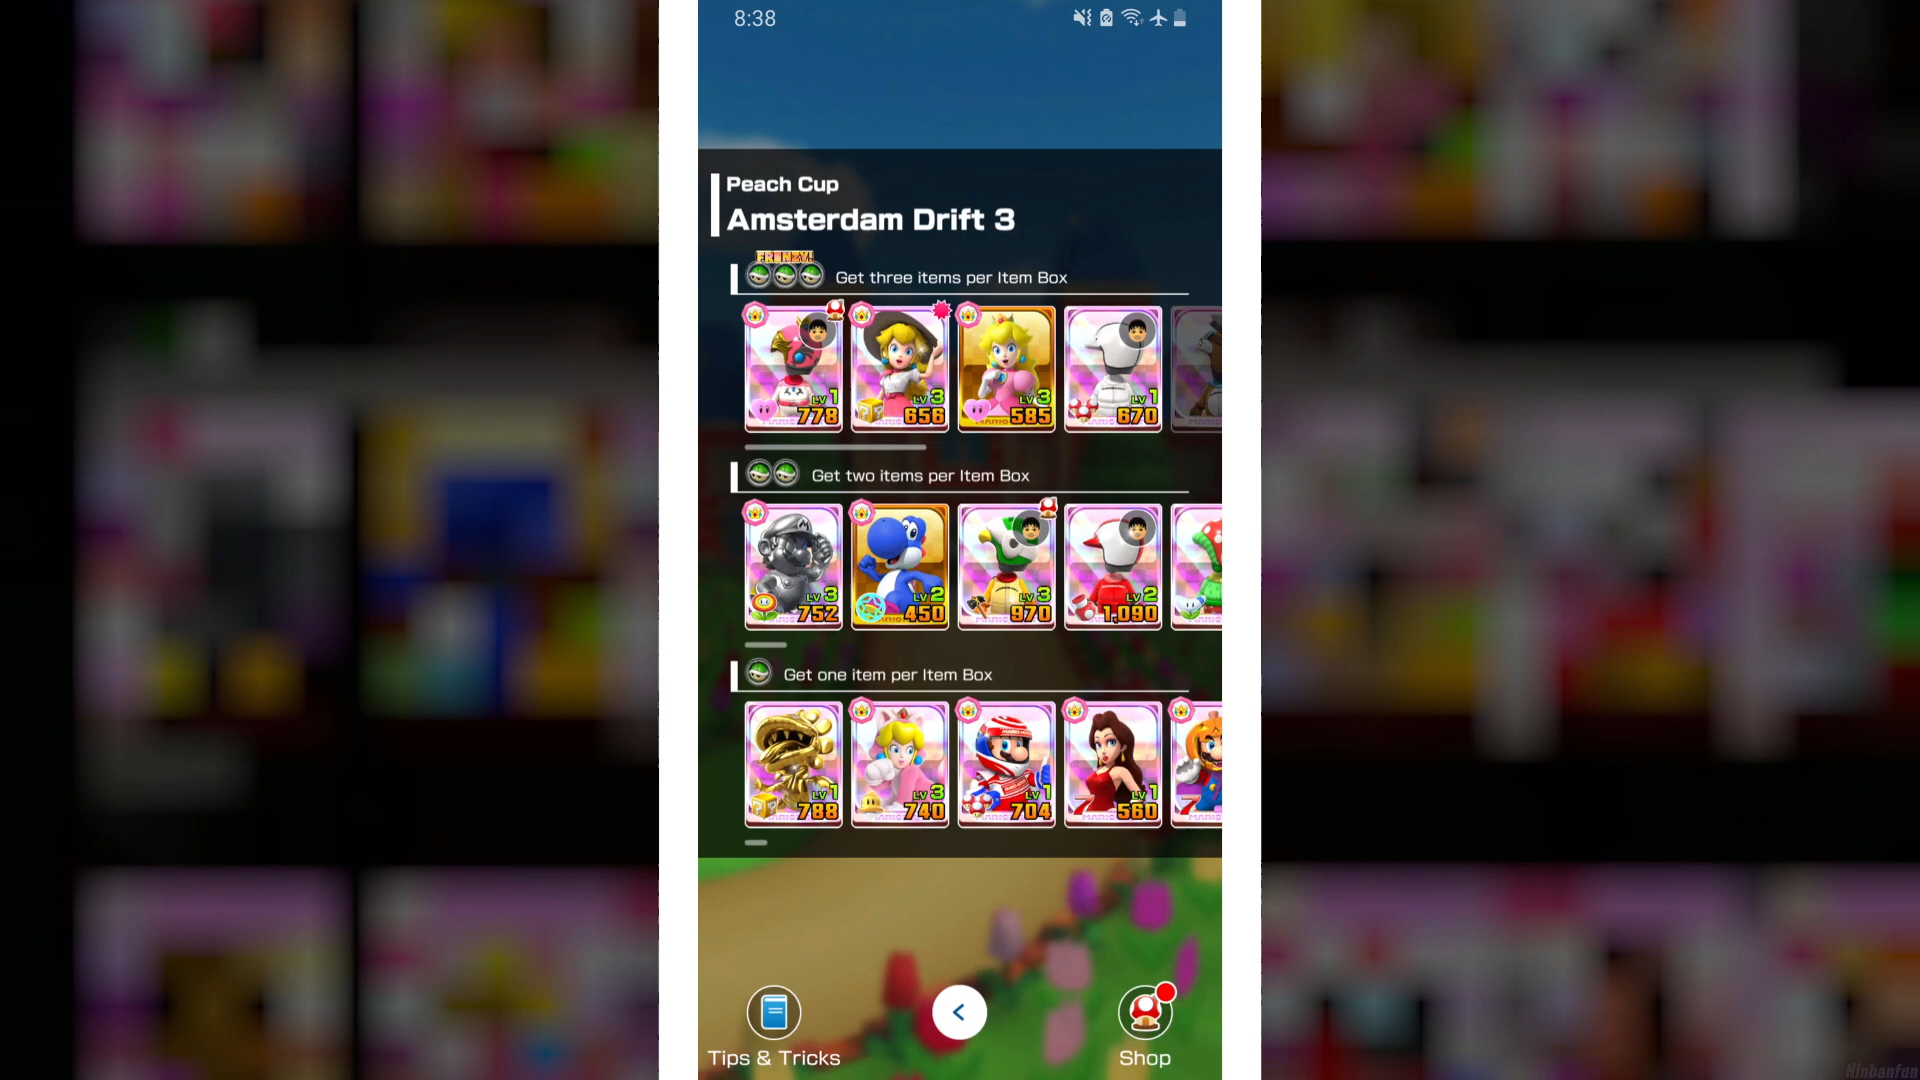 8:38
Peach Cup
Amsterdam Drift 3
FRENZY!
Get three items per Item Box
LV 1 LV 3 LV 3 LV 1
778 656 585 670
Get two items per Item Box
LV 3 LV 2 LV 3 LV 2
752 450 970 1,090
Get one item per Item Box
LV 1 LV 3 LV 1 LV 1
788 740 704 560
Tips & Tricks
Shop
Ninbanfun